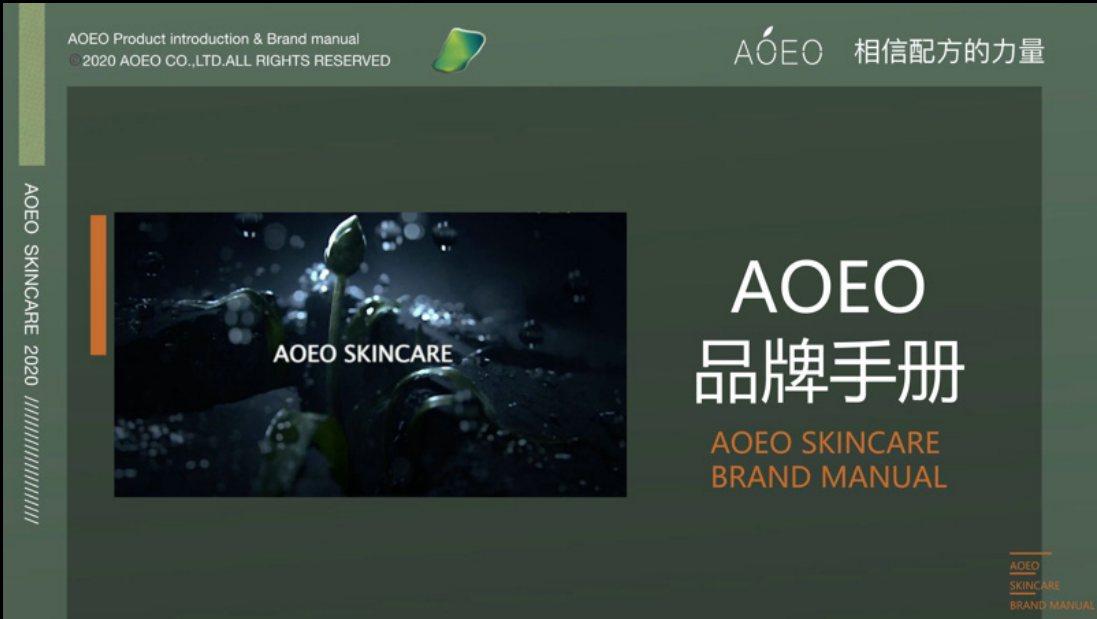 AOEO Product introduction & Brand manual
©2020 AOEO CO.,LTD.ALL RIGHTS RESERVED
AOEO 相信配方的力量
AOEO SKINCARE 2020 //////////////////////
AOEO SKINCARE
AOEO
品牌手册
AOEO SKINCARE
BRAND MANUAL
AOEO
SKINCARE
BRAND MANUAL